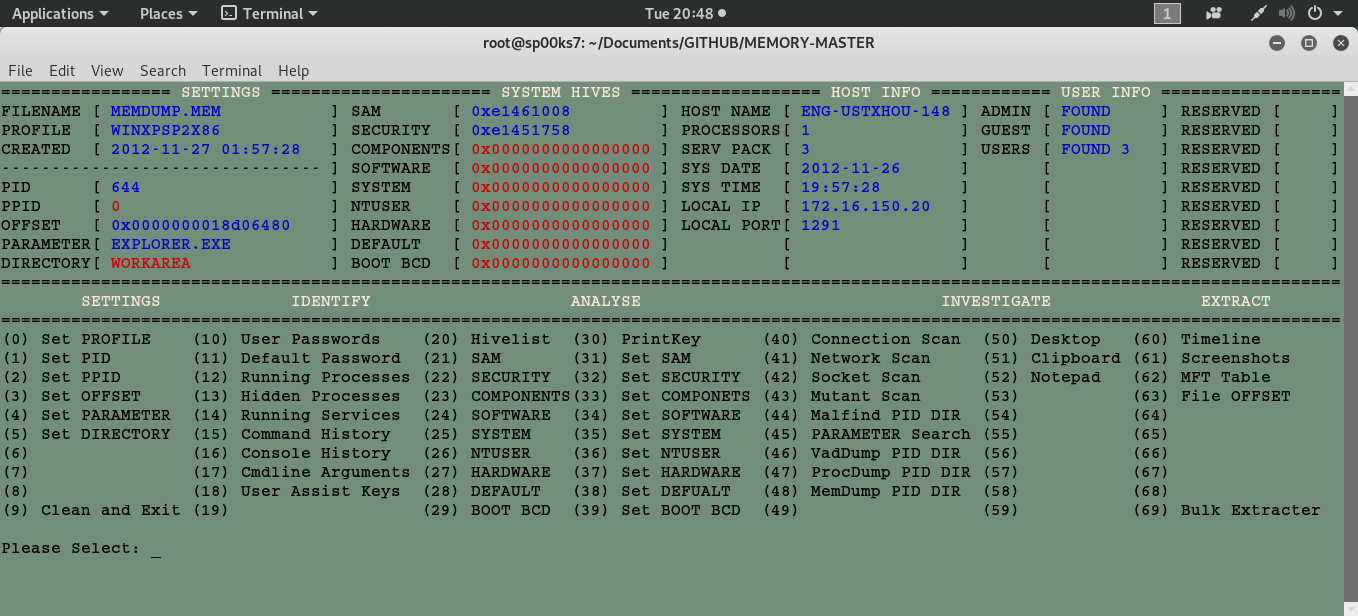 Applications Places Terminal Tue 20:48 1
root@sp00ks7: ~/Documents/GITHUB/MEMORY-MASTER
File Edit View Search Terminal Help
================= SETTINGS ========================= SYSTEM HIVES =================== HOST INFO ============ USER INFO ==================
FILENAME [ MEMDUMP.MEM ] SAM [ 0xe1461008 ] HOST NAME [ ENG-USTXHOU-148 ] ADMIN [ FOUND ] RESERVED [ ]
PROFILE [ WINXPSP2X86 ] SECURITY [ 0xe1451758 ] PROCESSORS[ 1 ] GUEST [ FOUND ] RESERVED [ ]
CREATED [ 2012-11-27 01:57:28 ] COMPONENTS[ 0x0000000000000000 ] SERV PACK [ 3 ] USERS [ FOUND 3 ] RESERVED [ ]
-------------------------------- ] SOFTWARE [ 0x0000000000000000 ] SYS DATE [ 2012-11-26 ] [ ] RESERVED [ ]
PID [ 644 ] SYSTEM [ 0x0000000000000000 ] SYS TIME [ 19:57:28 ] [ ] RESERVED [ ]
PPID [ 0 ] NTUSER [ 0x0000000000000000 ] LOCAL IP [ 172.16.150.20 ] [ ] RESERVED [ ]
OFFSET [ 0x0000000018d06480 ] HARDWARE [ 0x0000000000000000 ] LOCAL PORT[ 1291 ] [ ] RESERVED [ ]
PARAMETER[ EXPLORER.EXE ] DEFAULT [ 0x0000000000000000 ] [ ] [ ] RESERVED [ ]
DIRECTORY[ WORKAREA ] BOOT BCD [ 0x0000000000000000 ] [ ] [ ] RESERVED [ ]
======================================================================================================================================
SETTINGS IDENTIFY ANALYSE INVESTIGATE EXTRACT
======================================================================================================================================
(0) Set PROFILE (10) User Passwords (20) Hivelist (30) PrintKey (40) Connection Scan (50) Desktop (60) Timeline
(1) Set PID (11) Default Password (21) SAM (31) Set SAM (41) Network Scan (51) Clipboard (61) Screenshots
(2) Set PPID (12) Running Processes (22) SECURITY (32) Set SECURITY (42) Socket Scan (52) Notepad (62) MFT Table
(3) Set OFFSET (13) Hidden Processes (23) COMPONENTS(33) Set COMPONETS (43) Mutant Scan (53) (63) File OFFSET
(4) Set PARAMETER (14) Running Services (24) SOFTWARE (34) Set SOFTWARE (44) Malfind PID DIR (54) (64)
(5) Set DIRECTORY (15) Command History (25) SYSTEM (35) Set SYSTEM (45) PARAMETER Search (55) (65)
(6) (16) Console History (26) NTUSER (36) Set NTUSER (46) VadDump PID DIR (56) (66)
(7) (17) Cmdline Arguments (27) HARDWARE (37) Set HARDWARE (47) ProcDump PID DIR (57) (67)
(8) (18) User Assist Keys (28) DEFAULT (38) Set DEFUALT (48) MemDump PID DIR (58) (68)
(9) Clean and Exit (19) (29) BOOT BCD (39) Set BOOT BCD (49) (59) (69) Bulk Extracter
Please Select: _